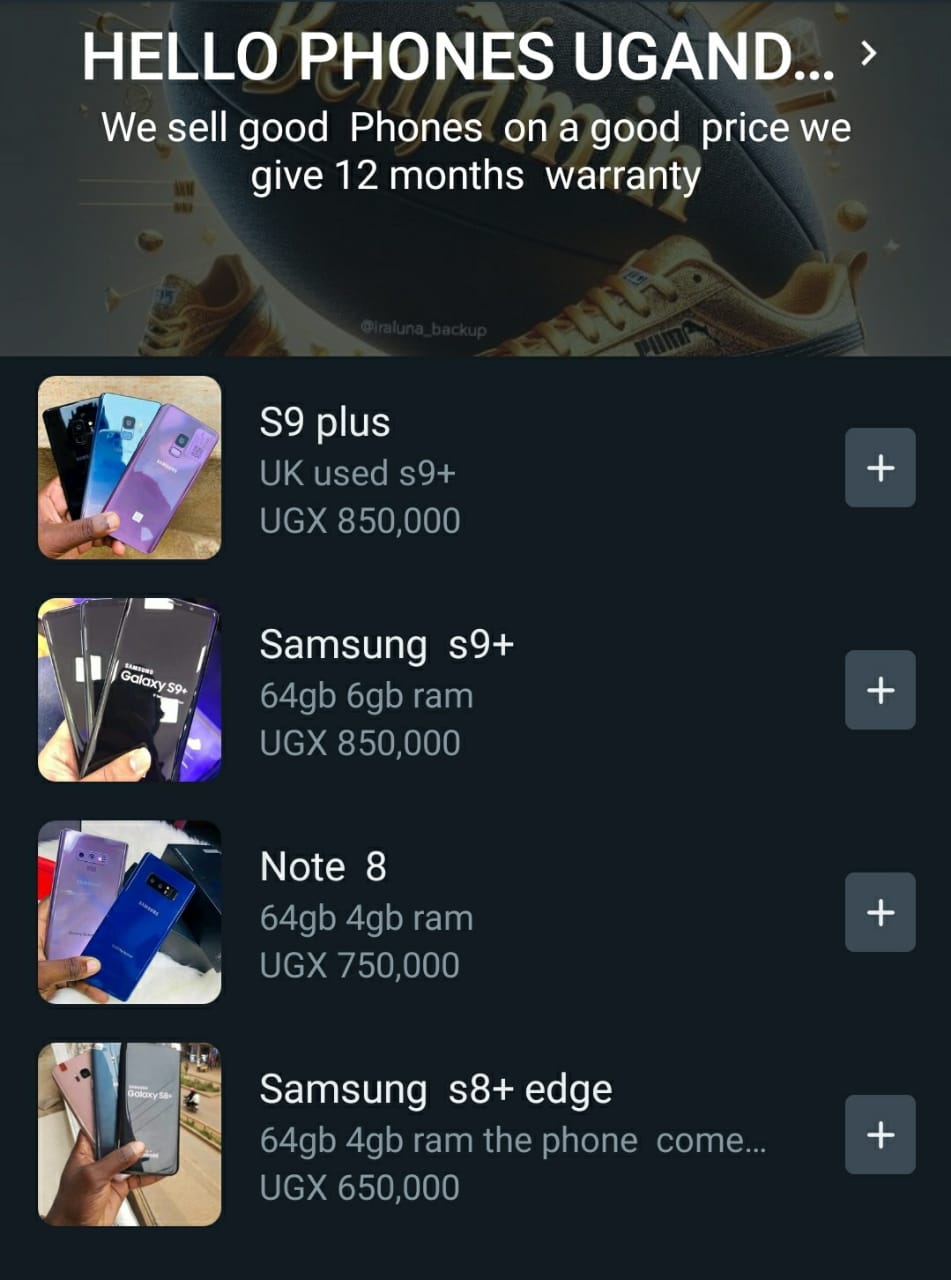 HELLO PHONES UGAND...
We sell good Phones on a good price we
give 12 months warranty
Benjamin
@iraluna_backup
PUMA
S9 plus
UK used s9+
UGX 850,000
SAMSUNG
Samsung s9+
64gb 6gb ram
UGX 850,000
SAMSUNG
Galaxy S9+
Note 8
64gb 4gb ram
UGX 750,000
SAMSUNG
Samsung s8+ edge
64gb 4gb ram the phone come...
UGX 650,000
SAMSUNG
Galaxy S8+